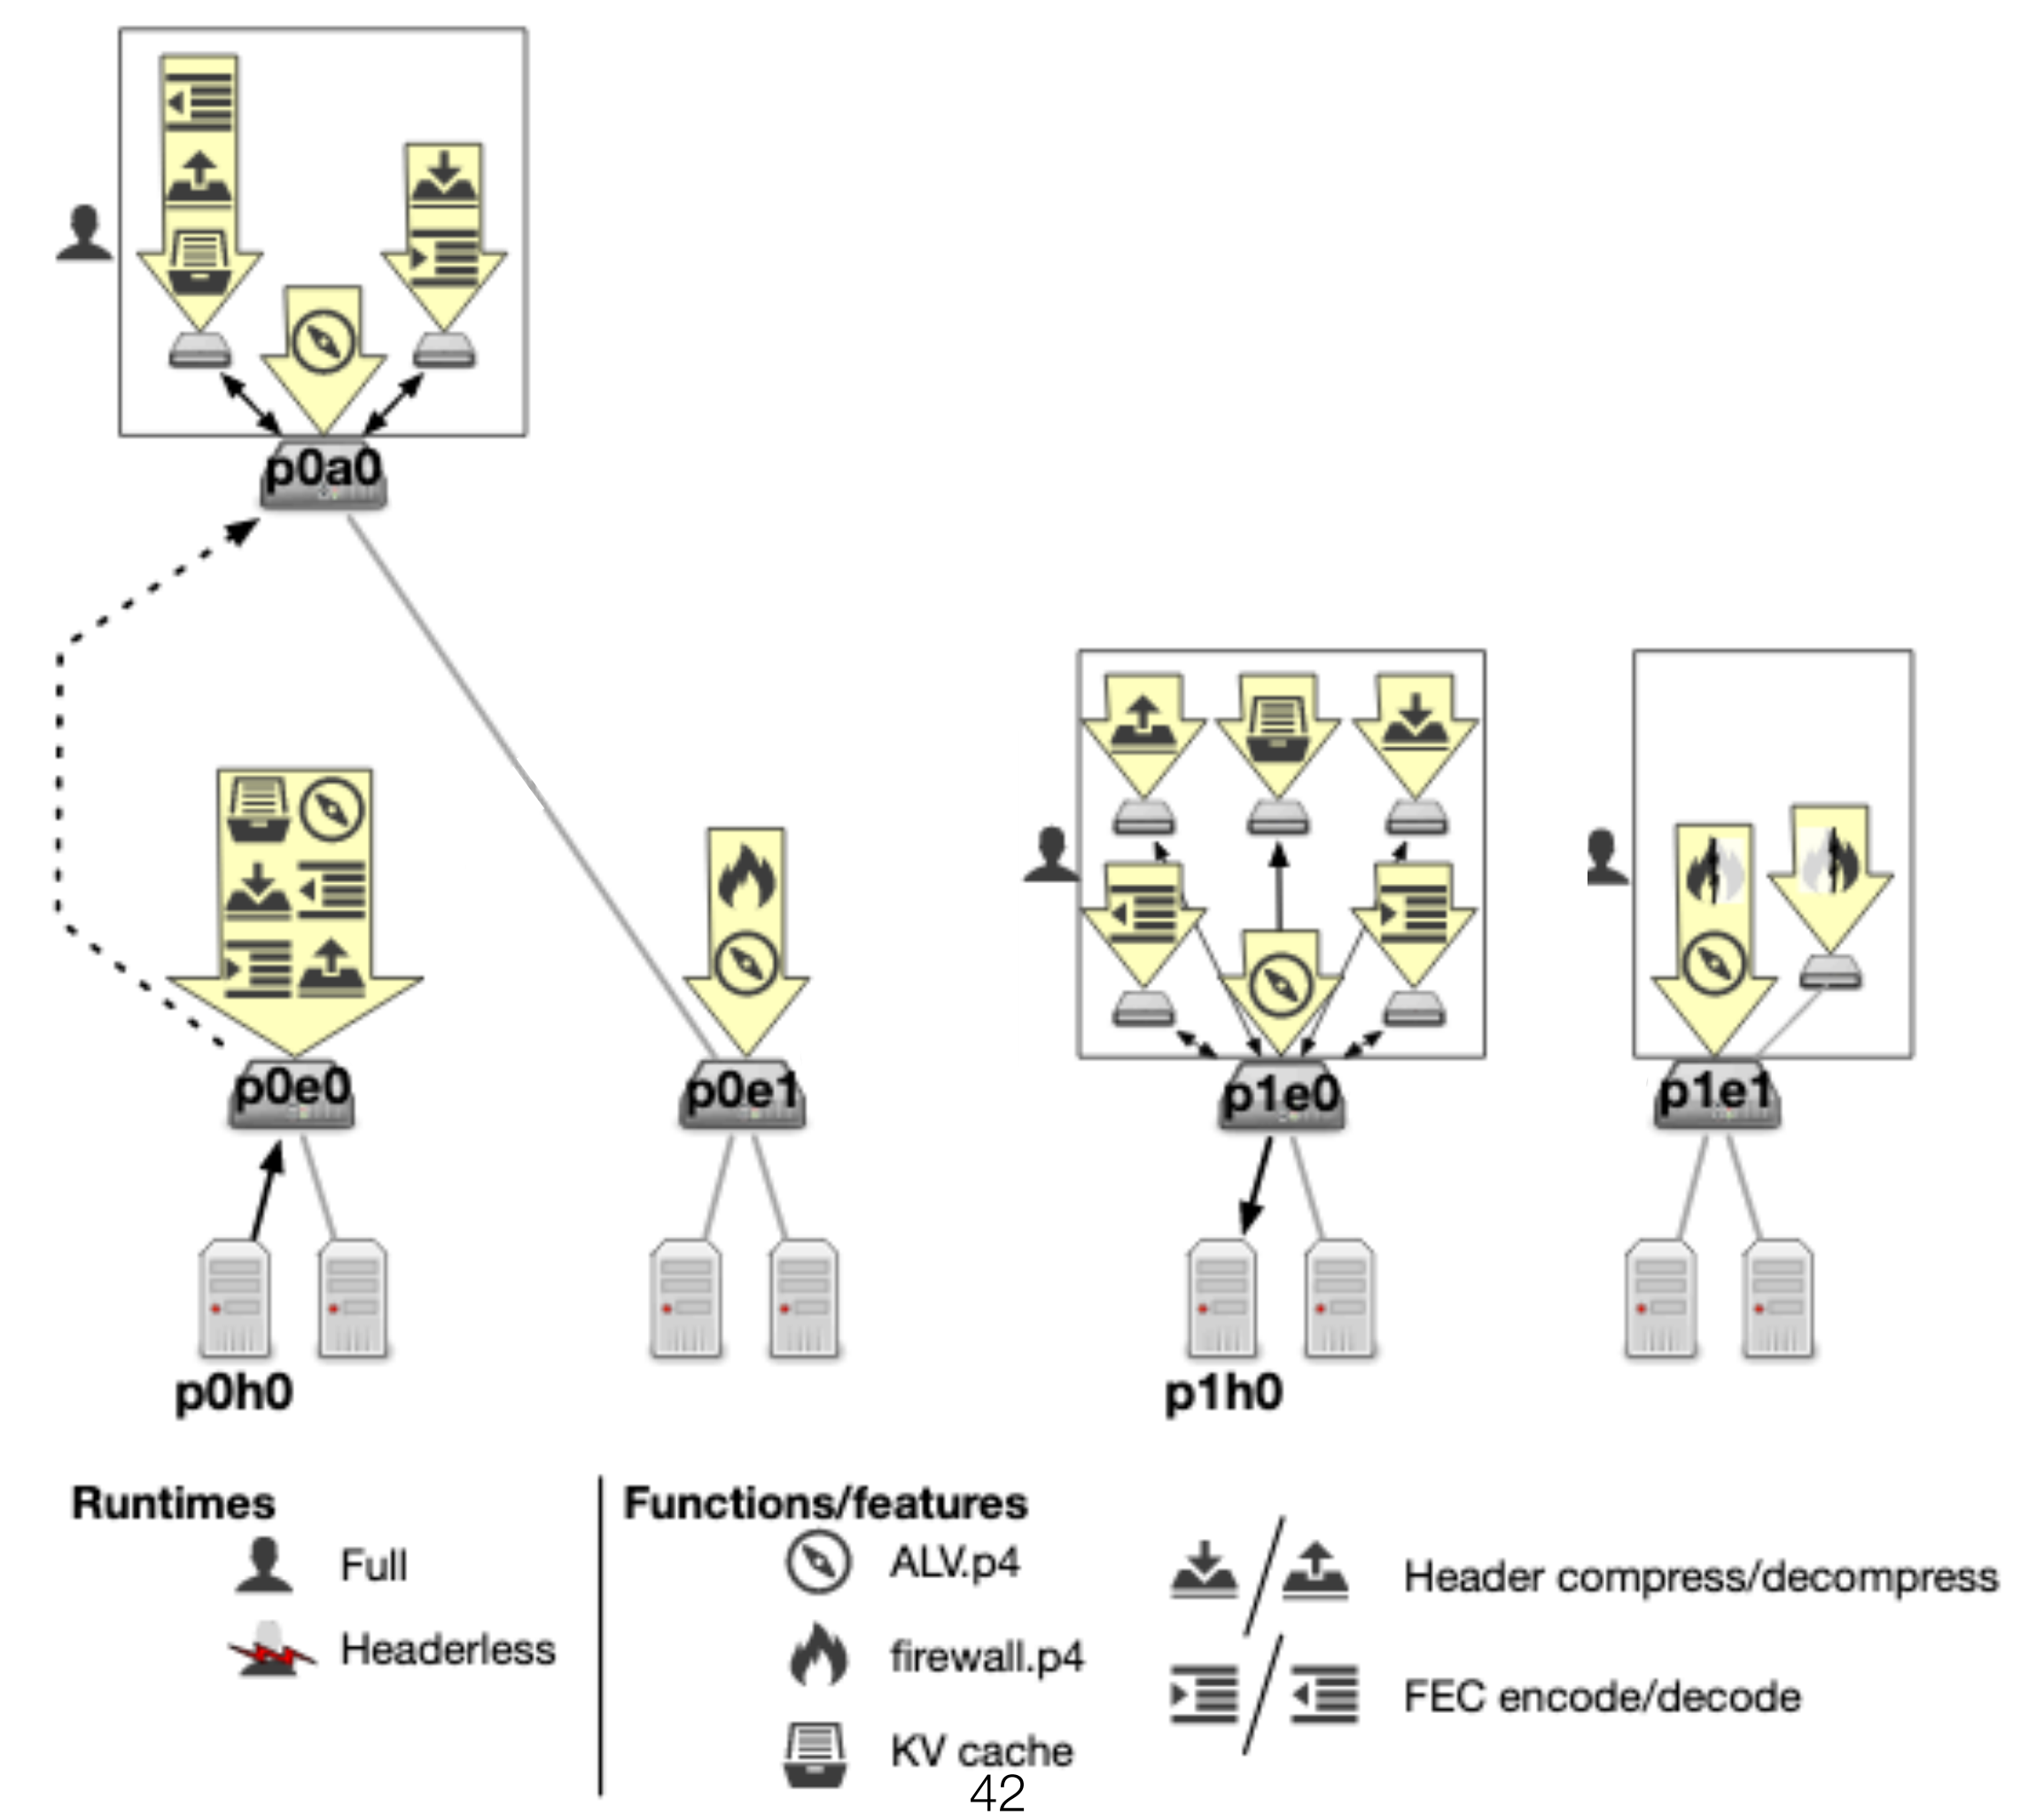 p0a0
p0e0
p0e1
p1e0
p1e1
p0h0
p1h0
Runtimes
Full
Headerless
Functions/features
ALV.p4
firewall.p4
KV cache
Header compress/decompress
FEC encode/decode
42